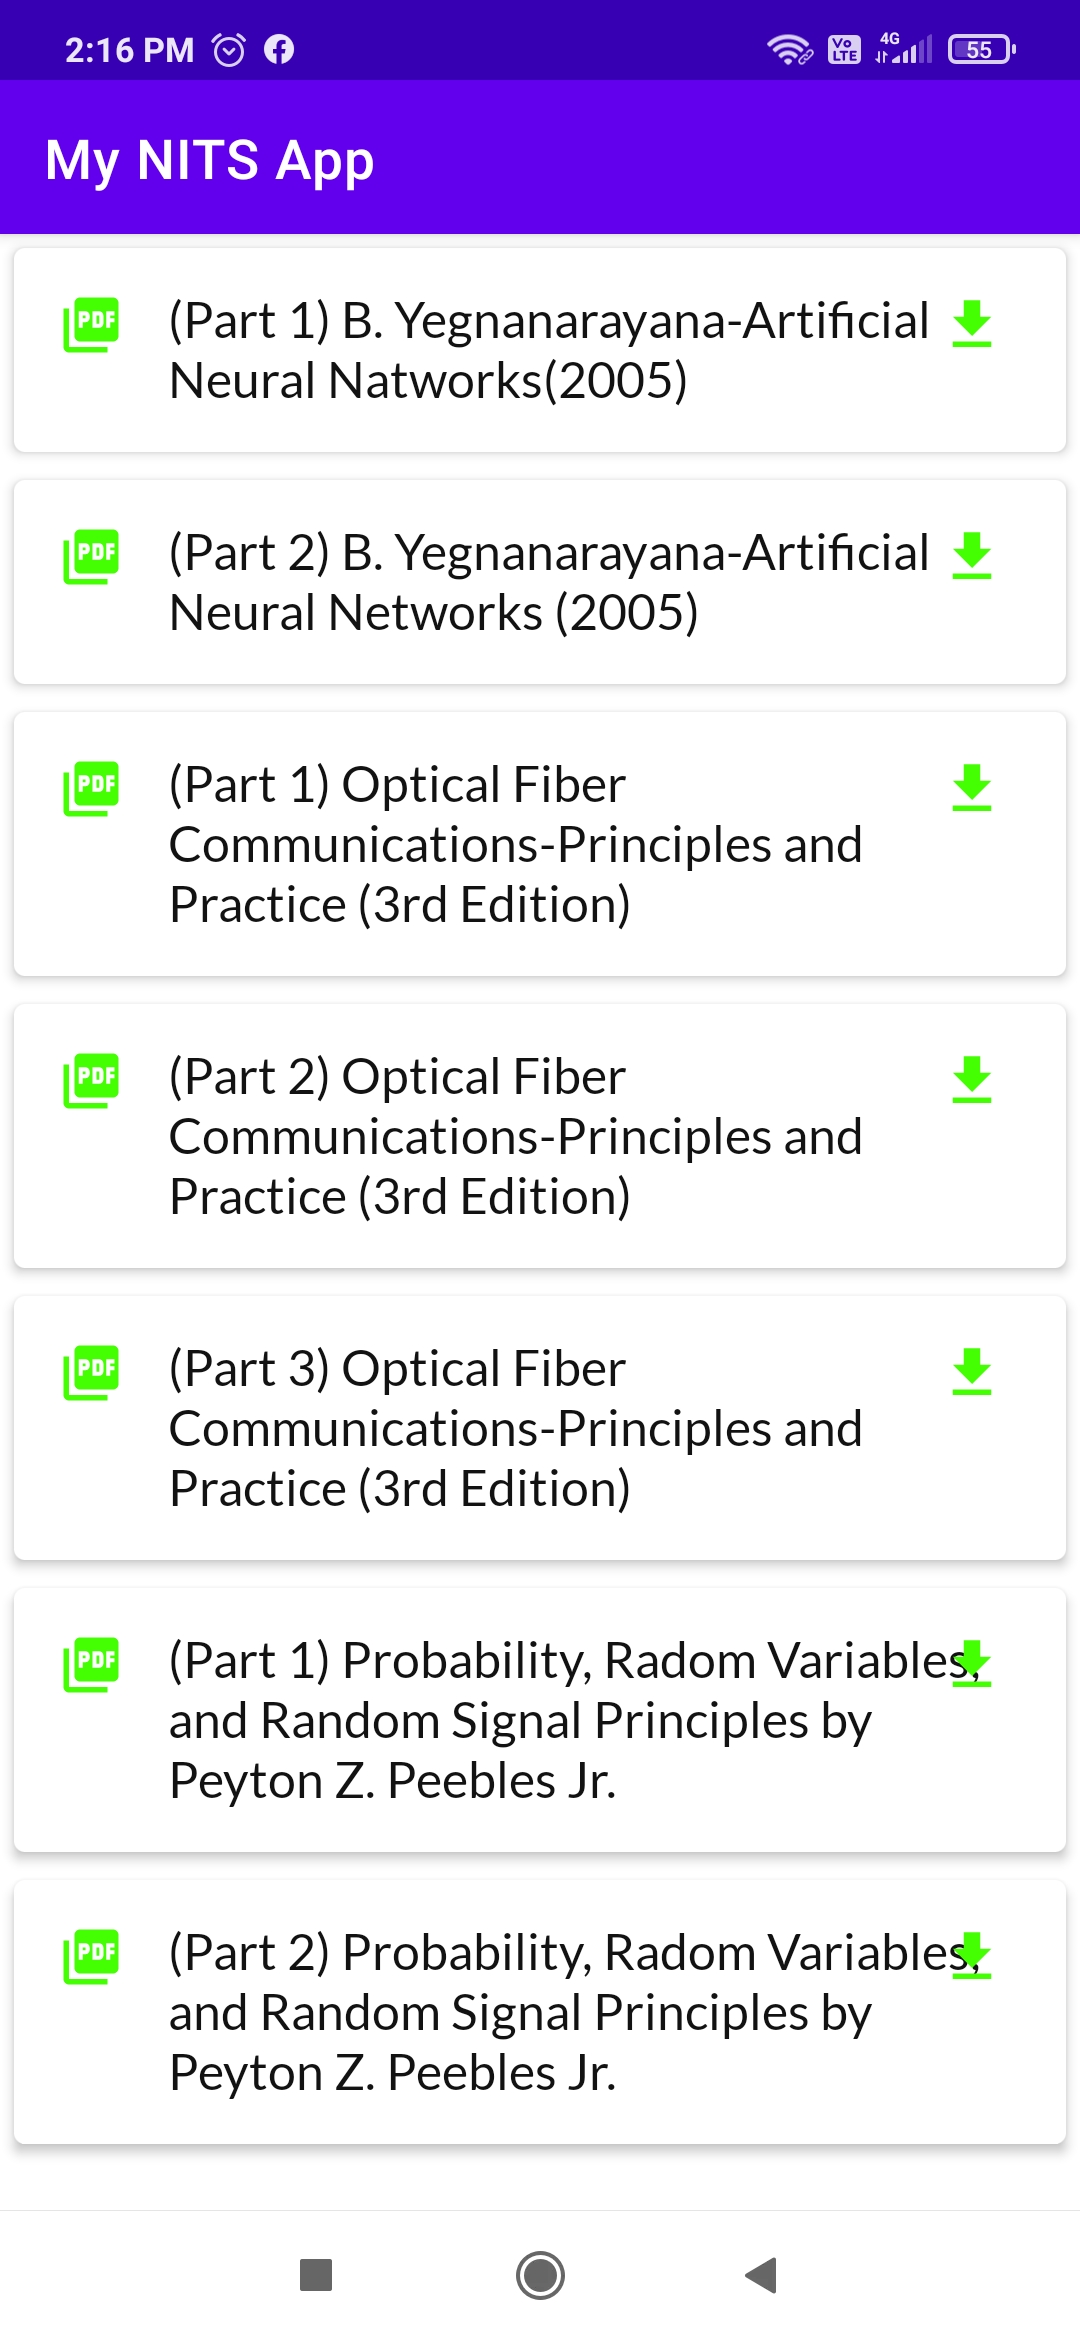 2:16 PM Vo LTE 4G 55
My NITS App
PDF (Part 1) B. Yegnanarayana-Artificial
Neural Natworks(2005)
PDF (Part 2) B. Yegnanarayana-Artificial
Neural Networks (2005)
PDF (Part 1) Optical Fiber
Communications-Principles and
Practice (3rd Edition)
PDF (Part 2) Optical Fiber
Communications-Principles and
Practice (3rd Edition)
PDF (Part 3) Optical Fiber
Communications-Principles and
Practice (3rd Edition)
PDF (Part 1) Probability, Radom Variables,
and Random Signal Principles by
Peyton Z. Peebles Jr.
PDF (Part 2) Probability, Radom Variables,
and Random Signal Principles by
Peyton Z. Peebles Jr.